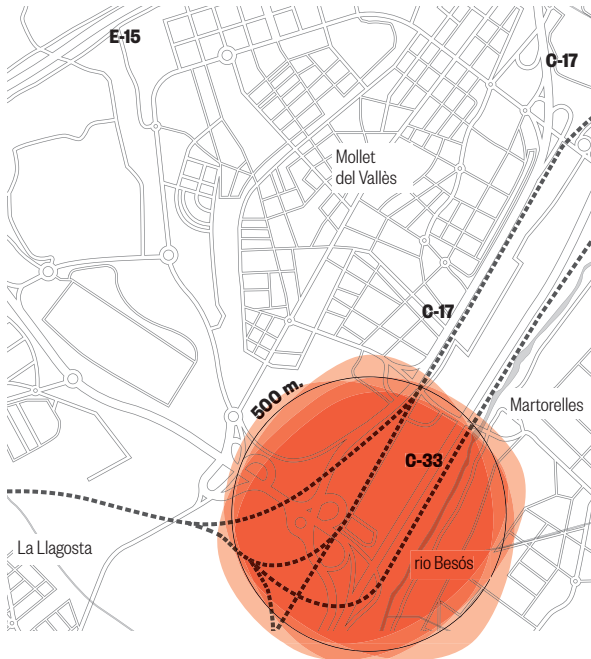 E-15
C-17
Mollet
del Vallès
C-17
500 m.
Martorelles
C-33
La Llagosta
rio Besós